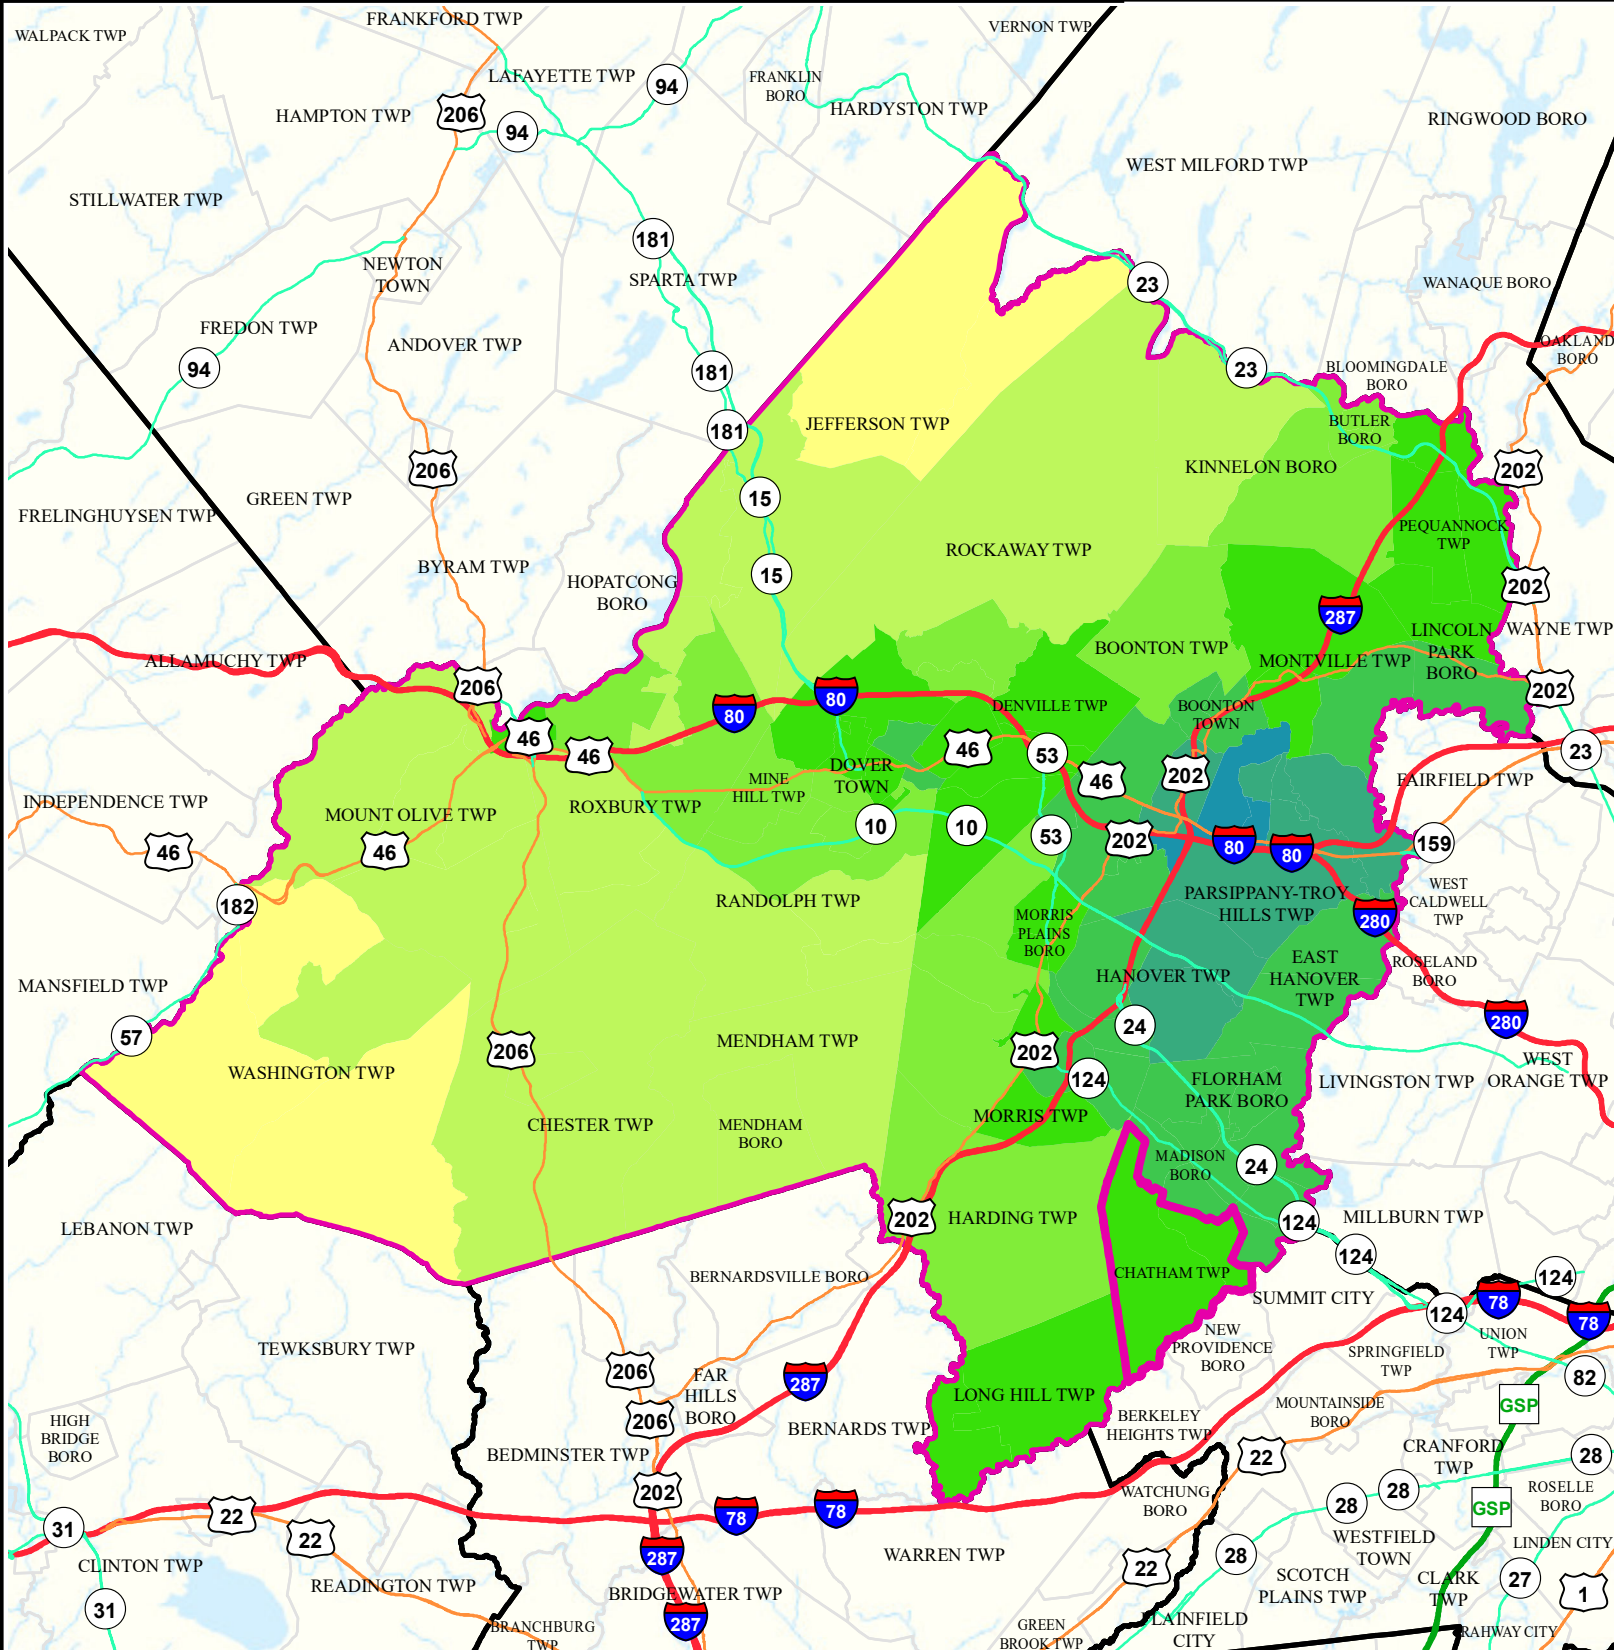 FRANKFORD TWP
WALPACK TWP
VERNON TWP
LAFAYETTE TWP
94
FRANKLIN
BORO
HARDYSTON TWP
HAMPTON TWP
206
94
RINGWOOD BORO
WEST MILFORD TWP
STILLWATER TWP
181
SPARTA TWP
NEWTON
TOWN
23
WANAQUE BORO
FREDON TWP
ANDOVER TWP
OAKLAND
BORO
94
181
23
BLOOMINGDALE
BORO
JEFFERSON TWP
181
BUTLER
BORO
206
KINNELON BORO
202
GREEN TWP
15
FRELINGHUYSEN TWP
PEQUANNOCK
TWP
ROCKAWAY TWP
BYRAM TWP
HOPATCONG
BORO
15
202
287
LINCOLN
PARK
BORO
WAYNE TWP
BOONTON TWP
ALLAMUCHY TWP
MONTVILLE TWP
206
80
80
DENVILLE TWP
BOONTON
TOWN
202
46
46
46
53
23
MINE
HILL TWP
DOVER
TOWN
46
202
FAIRFIELD TWP
INDEPENDENCE TWP
MOUNT OLIVE TWP
ROXBURY TWP
10
10
53
202
80
80
159
46
46
PARSIPPANY-TROY
HILLS TWP
WEST
CALDWELL
TWP
182
RANDOLPH TWP
MORRIS
PLAINS
BORO
280
EAST
HANOVER
TWP
ROSELAND
BORO
MANSFIELD TWP
HANOVER TWP
57
206
MENDHAM TWP
202
24
280
WASHINGTON TWP
124
FLORHAM
PARK BORO
LIVINGSTON TWP
WEST
ORANGE TWP
CHESTER TWP
MENDHAM
BORO
MORRIS TWP
MADISON
BORO
24
LEBANON TWP
202
HARDING TWP
124
MILLBURN TWP
124
BERNARDSVILLE BORO
CHATHAM TWP
124
SUMMIT CITY
78
124
78
TEWKSBURY TWP
NEW
PROVIDENCE
BORO
UNION
TWP
SPRINGFIELD
TWP
206
FAR
HILLS
BORO
287
LONG HILL TWP
82
206
MOUNTAINSIDE
BORO
GSP
HIGH
BRIDGE
BORO
BERNARDS TWP
BERKELEY
HEIGHTS TWP
BEDMINSTER TWP
22
CRANFORD
TWP
28
202
WATCHUNG
BORO
28
28
GSP
ROSELLE
BORO
31
22
78
78
22
WESTFIELD
TOWN
LINDEN CITY
CLINTON TWP
287
WARREN TWP
22
28
SCOTCH
PLAINS TWP
CLARK
TWP
27
1
READINGTON TWP
BRIDGEWATER TWP
31
287
BRANCHBURG
TWP
GREEN
BROOK TWP
PLAINFIELD
CITY
RAHWAY CITY